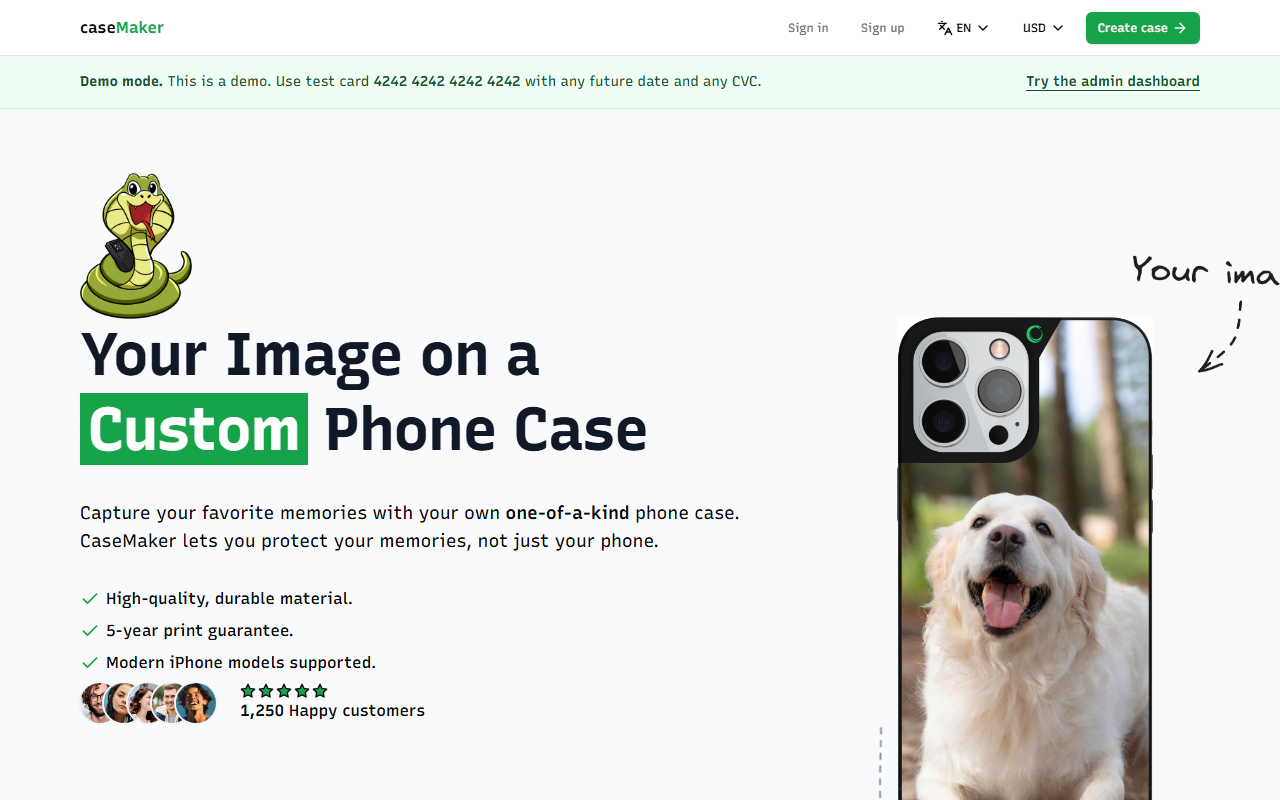 caseMaker
Sign in
Sign up
EN
USD
Create case
Demo mode. This is a demo. Use test card 4242 4242 4242 4242 with any future date and any CVC.
Try the admin dashboard
Your ima
Your Image on a
Custom Phone Case
Capture your favorite memories with your own one-of-a-kind phone case.
CaseMaker lets you protect your memories, not just your phone.
High-quality, durable material.
5-year print guarantee.
Modern iPhone models supported.
1,250 Happy customers